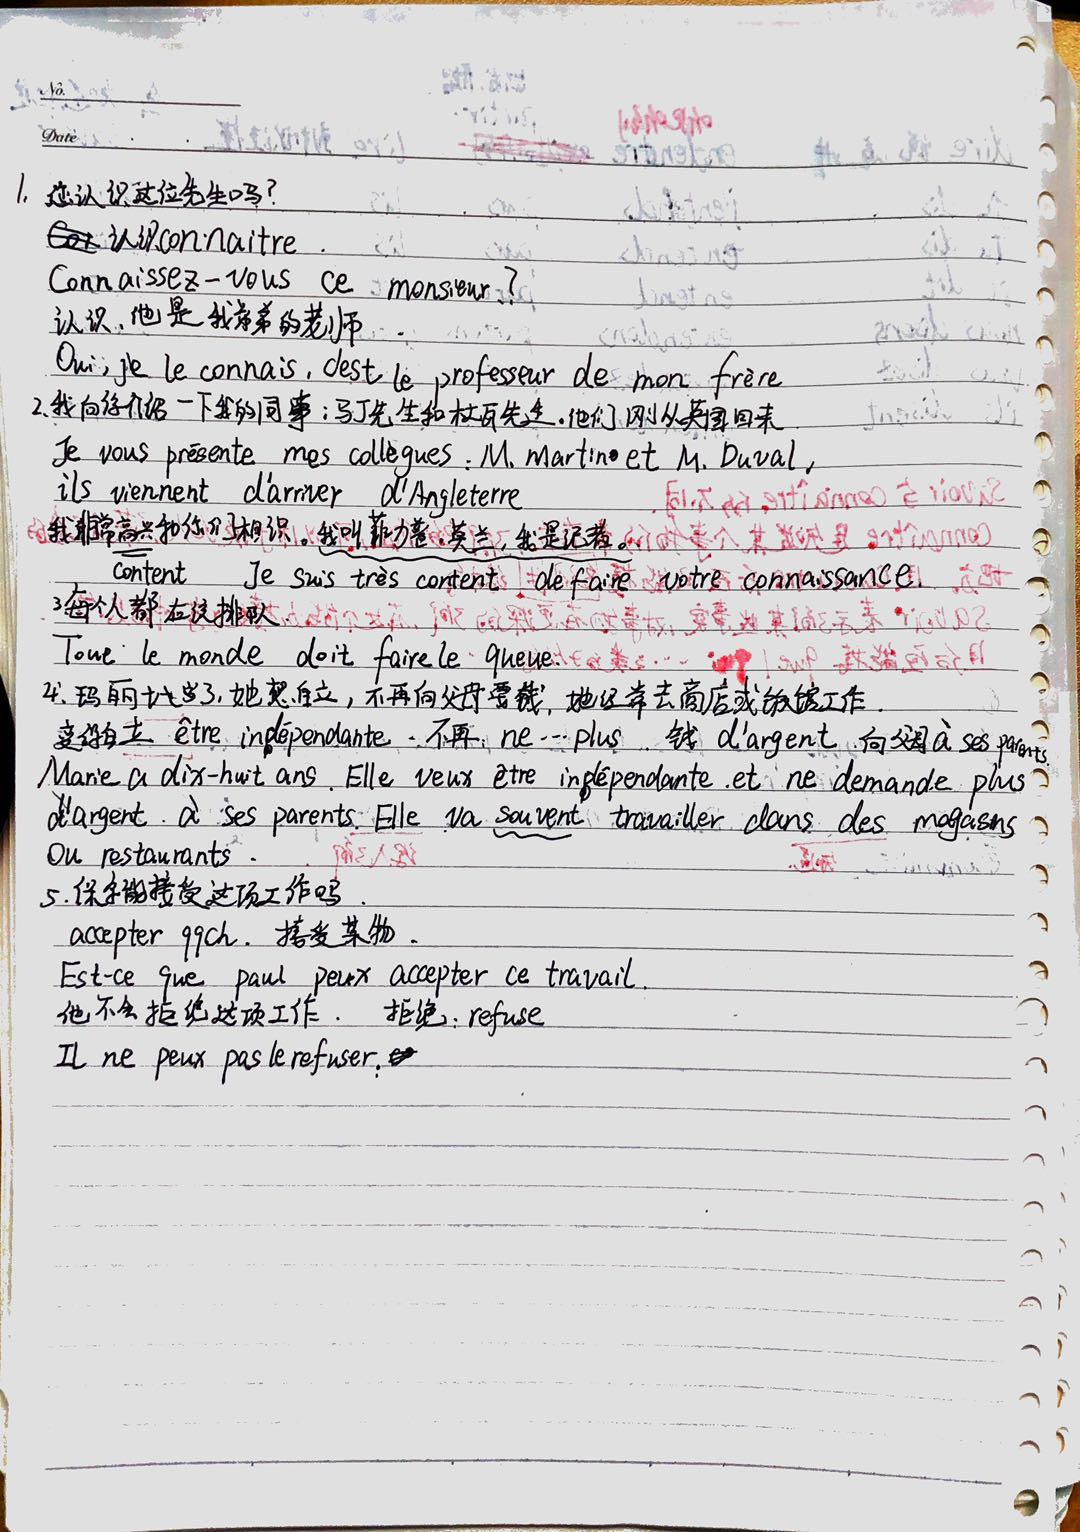 No.
Date
1. 您认识这位先生吗?
认识connaitre.
Connaissez-vous ce monsieur?
认识,他是我弟弟的老师.
Oui, je le connais, c'est le professeur de mon frère
2.我向你介绍一下我的同事:马丁先生和杜瓦先生.他们刚从英国回来
Je vous présente mes collègues: M. Martin et M. Duval,
ils viennent d'arriver d'Angleterre
我非常高兴和你们相识。我叫菲力普·莫兰,我是记者。
content Je suis très content de faire votre connaissance.
3.每个人都在这排队
Tout le monde doit faire le queue.
4.玛丽十八岁了,她想自立,不再向父母要钱,她经常去商店或饭馆工作.
变得自立 être indépendante. 不再: ne…plus 钱 d'argent 向父母à ses parents.
Marie a dix-huit ans. Elle veux être indépendante et ne demande plus
d'argent à ses parents. Elle va souvent travailler dans des magasins
Ou restaurants.
5.保尔能接受这项工作吗.
accepter qqch. 接受某物.
Est-ce que paul peux accepter ce travail.
他不会拒绝这项工作. 拒绝: refuse
Il ne peux pas le refuser.